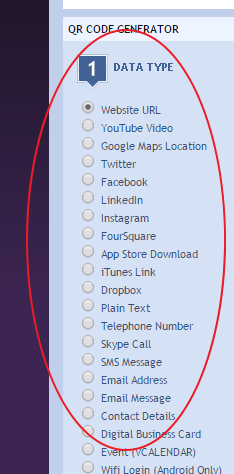 QR CODE GENERATOR
1 DATA TYPE
Website URL
YouTube Video
Google Maps Location
Twitter
Facebook
LinkedIn
Instagram
FourSquare
App Store Download
iTunes Link
Dropbox
Plain Text
Telephone Number
Skype Call
SMS Message
Email Address
Email Message
Contact Details
Digital Business Card
Event (VCALENDAR)
Wifi Login (Android Only)